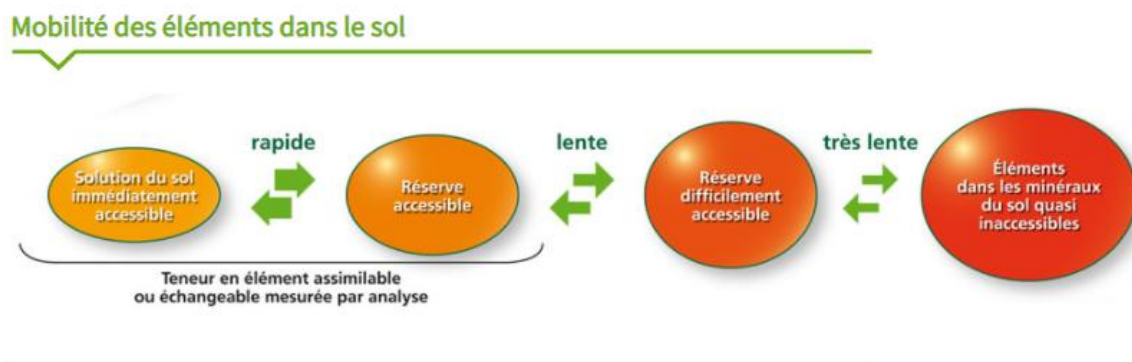 Mobilité des éléments dans le sol
rapide
lente
très lente
Solution du sol
immédiatement
accessible
Réserve
accessible
Réserve
difficilement
accessible
Éléments
dans les minéraux
du sol quasi
inaccessibles
Teneur en élément assimilable
ou échangeable mesurée par analyse